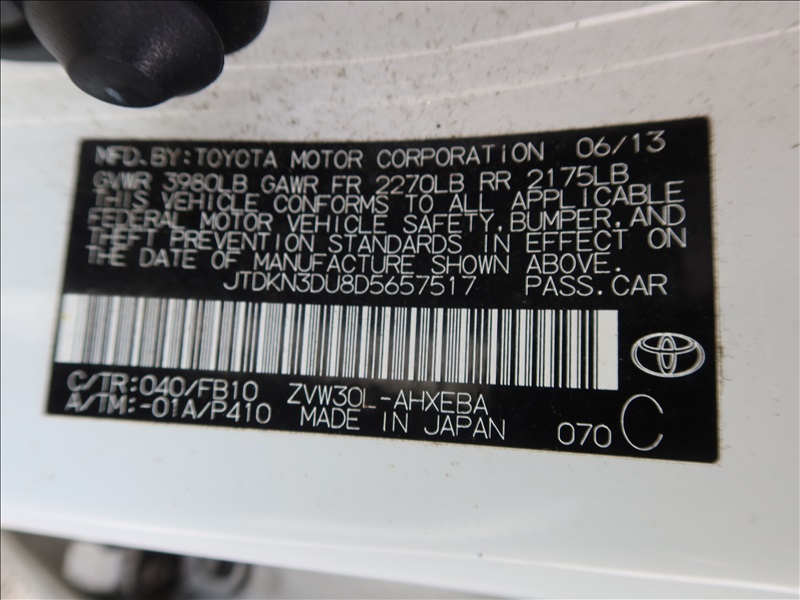 MFD. BY: TOYOTA MOTOR CORPORATION 06/13
GVWR 3980LB GAWR FR 2270LB RR 2175LB
THIS VEHICLE CONFORMS TO ALL APPLICABLE
FEDERAL MOTOR VEHICLE SAFETY, BUMPER, AND
THEFT PREVENTION STANDARDS IN EFFECT ON
THE DATE OF MANUFACTURE SHOWN ABOVE.
JTDKN3DU8D5657517 PASS. CAR
C/TR: 040/FB10 ZVW30L-AHXEBA
A/TM: -01A/P410 MADE IN JAPAN 070 C